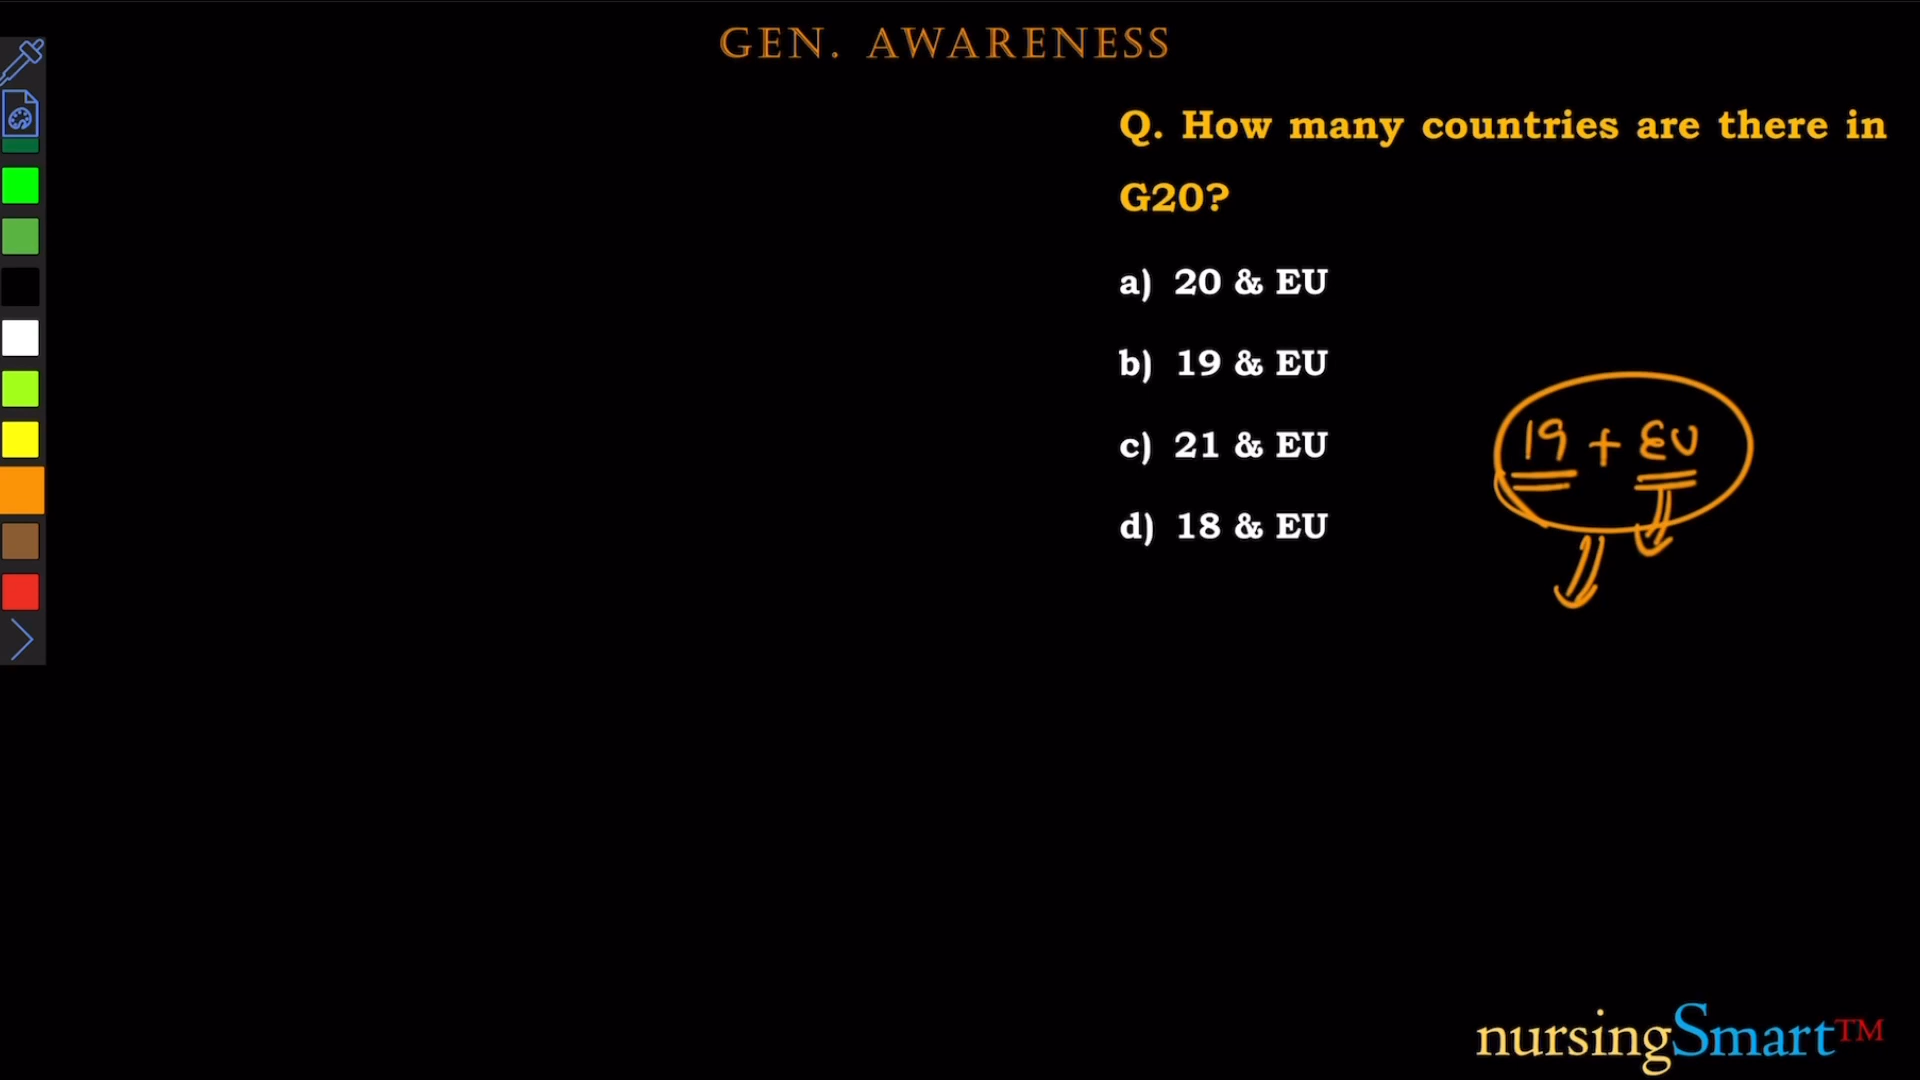 GEN. AWARENESS
Q. How many countries are there in
G20?
a) 20 & EU
b) 19 & EU
c) 21 & EU
d) 18 & EU
19 + EU
nursingSmart™